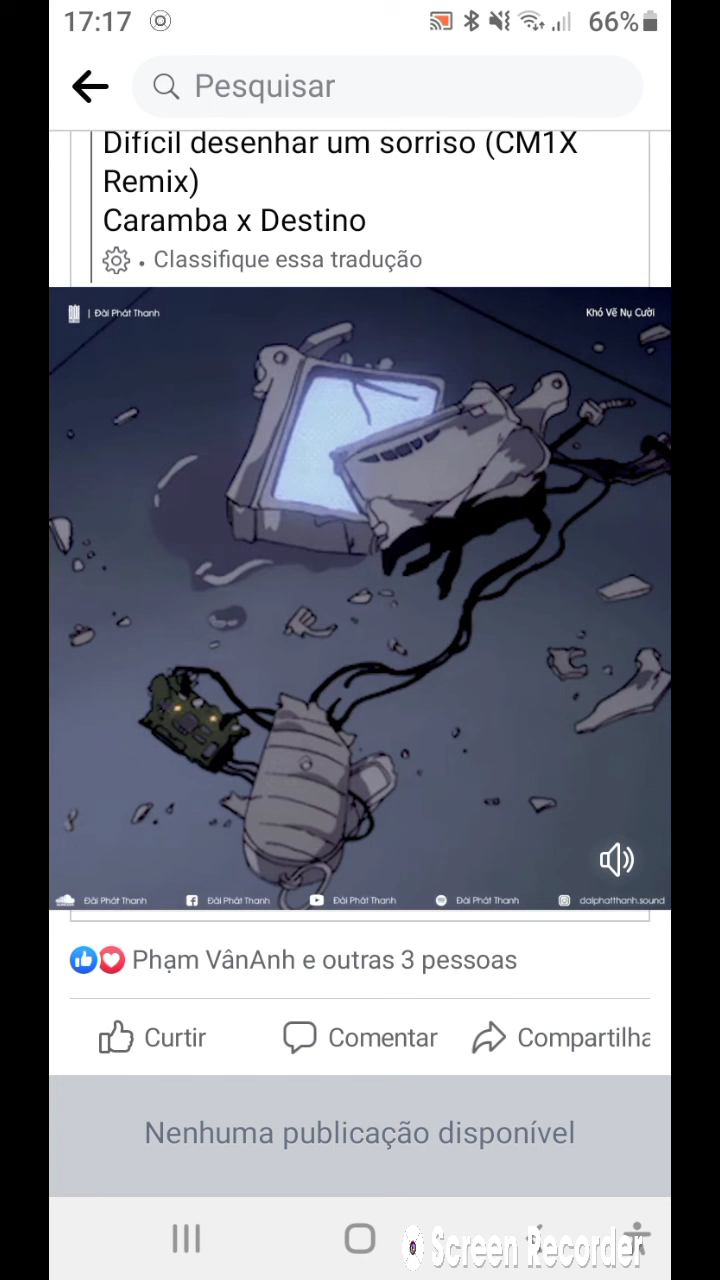 17:17
66%
Pesquisar
Difícil desenhar um sorriso (CM1X
Remix)
Caramba x Destino
Classifique essa tradução
| Đài Phát Thanh
Khó Vẽ Nụ Cười
Đài Phát Thanh
Đài Phát Thanh
Đài Phát Thanh
Đài Phát Thanh
daiphatthanh.sound
Phạm VânAnh e outras 3 pessoas
Curtir
Comentar
Compartilha
Nenhuma publicação disponível
Screen Recorder